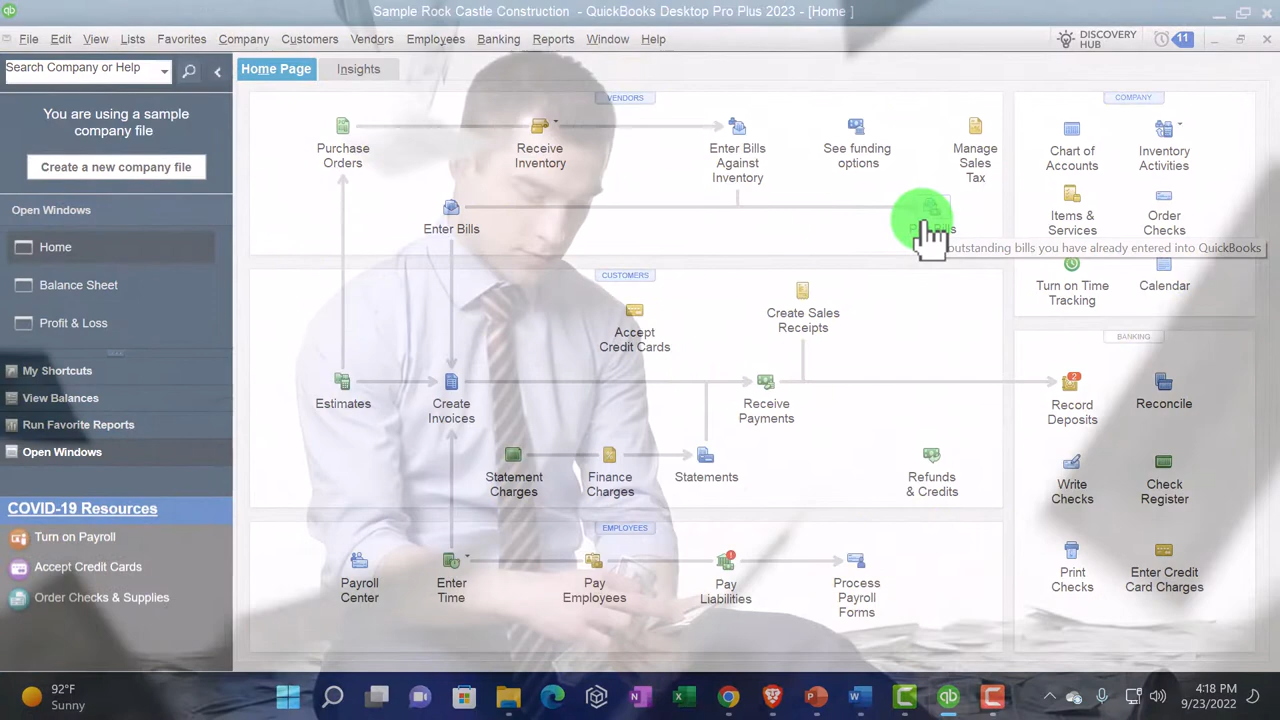 Sample Rock Castle Construction - QuickBooks Desktop Pro Plus 2023 - [Home ]
File Edit View Lists Favorites Company Customers Vendors Employees Banking Reports Window Help
DISCOVERY
HUB
11
Search Company or Help
Home Page
Insights
You are using a sample
company file
Create a new company file
Open Windows
Home
Balance Sheet
Profit & Loss
My Shortcuts
View Balances
Run Favorite Reports
Open Windows
COVID-19 Resources
Turn on Payroll
Accept Credit Cards
Order Checks & Supplies
VENDORS
Purchase
Orders
Receive
Inventory
Enter Bills
Against
Inventory
See funding
options
Manage
Sales
Tax
Enter Bills
outstanding bills you have already entered into QuickBooks
CUSTOMERS
Accept
Credit Cards
Create Sales
Receipts
Estimates
Create
Invoices
Receive
Payments
Statement
Charges
Finance
Charges
Statements
Refunds
& Credits
EMPLOYEES
Payroll
Center
Enter
Time
Pay
Employees
1
Pay
Liabilities
Process
Payroll
Forms
COMPANY
Chart of
Accounts
Inventory
Activities
Items &
Services
Order
Checks
Turn on Time
Tracking
Calendar
BANKING
2
Record
Deposits
Reconcile
Write
Checks
Check
Register
Print
Checks
Enter Credit
Card Charges
92°F
Sunny
4:18 PM
9/23/2022